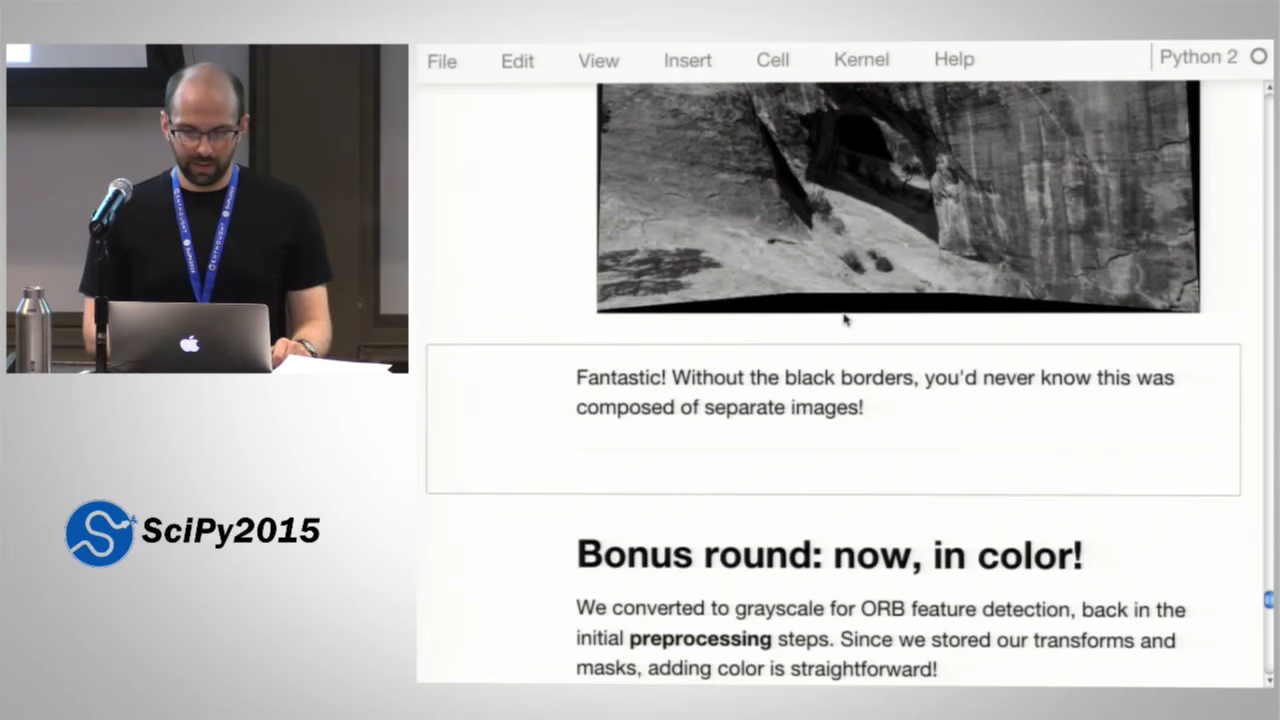 File Edit View Insert Cell Kernel Help Python 2
Fantastic! Without the black borders, you'd never know this was
composed of separate images!
Bonus round: now, in color!
We converted to grayscale for ORB feature detection, back in the
initial preprocessing steps. Since we stored our transforms and
masks, adding color is straightforward!
ENTHOUGHT
ENTHOUGHT
SciPy2015